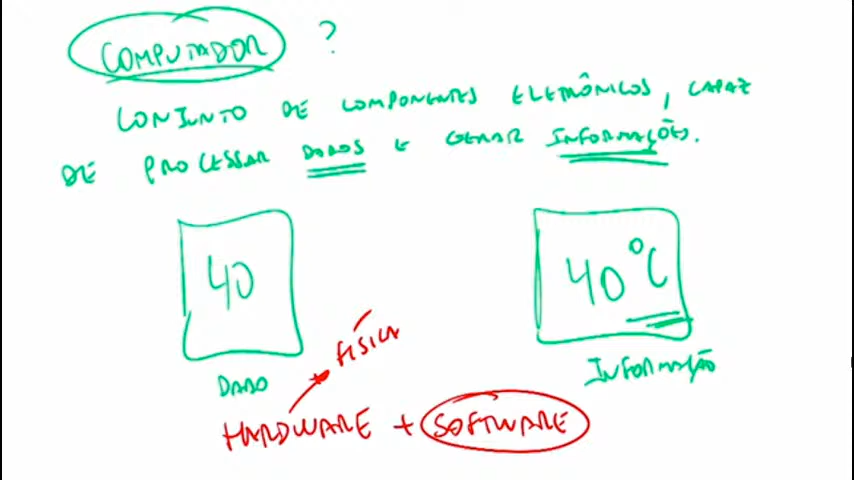 COMPUTADOR ?
CONJUNTO DE COMPONENTES ELETRÔNICOS, CAPAZ
DE PROCESSAR DADOS E GERAR INFORMAÇÕES.
40
40°C
FÍSICA
DADO
INFORMAÇÃO
HARDWARE + SOFTWARE